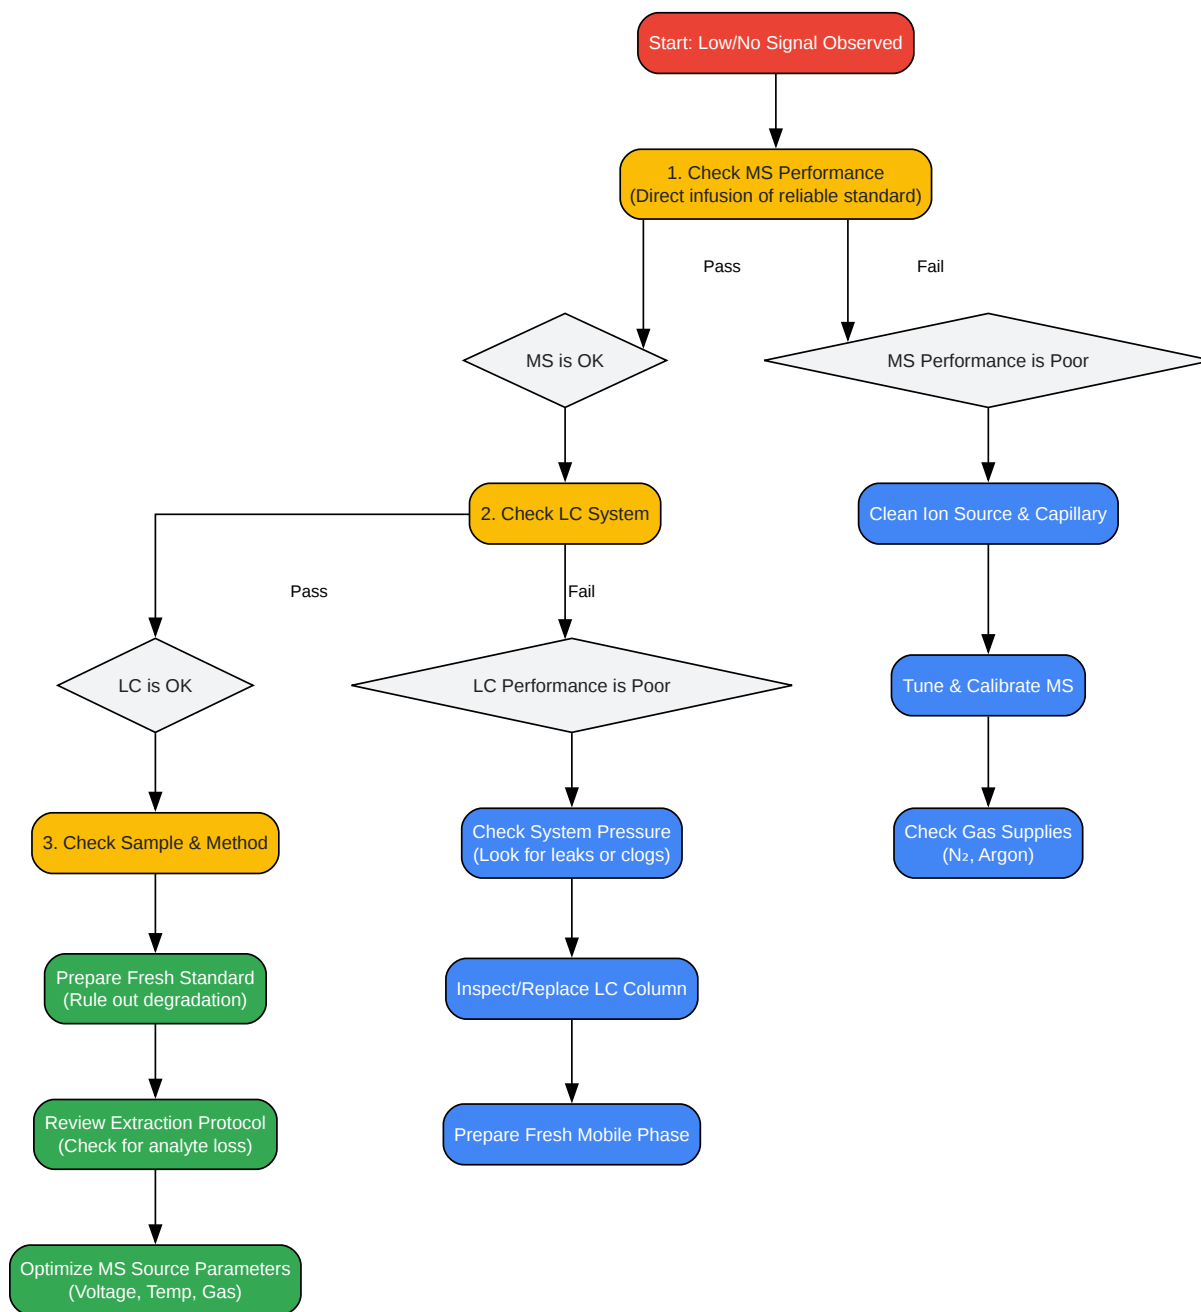 Start: Low/No Signal Observed
1. Check MS Performance
(Direct infusion of reliable standard)
Pass
Fail
MS is OK
MS Performance is Poor
2. Check LC System
Clean Ion Source & Capillary
Pass
Fail
LC is OK
LC Performance is Poor
Tune & Calibrate MS
3. Check Sample & Method
Check System Pressure
(Look for leaks or clogs)
Check Gas Supplies
(N₂, Argon)
Prepare Fresh Standard
(Rule out degradation)
Inspect/Replace LC Column
Review Extraction Protocol
(Check for analyte loss)
Prepare Fresh Mobile Phase
Optimize MS Source Parameters
(Voltage, Temp, Gas)